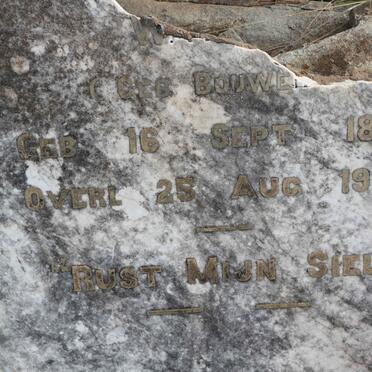 W
( GEB BOUWE
GEB 16 SEPT 18
OVERL 25 AUG 19
"RUST MIJN SIEL